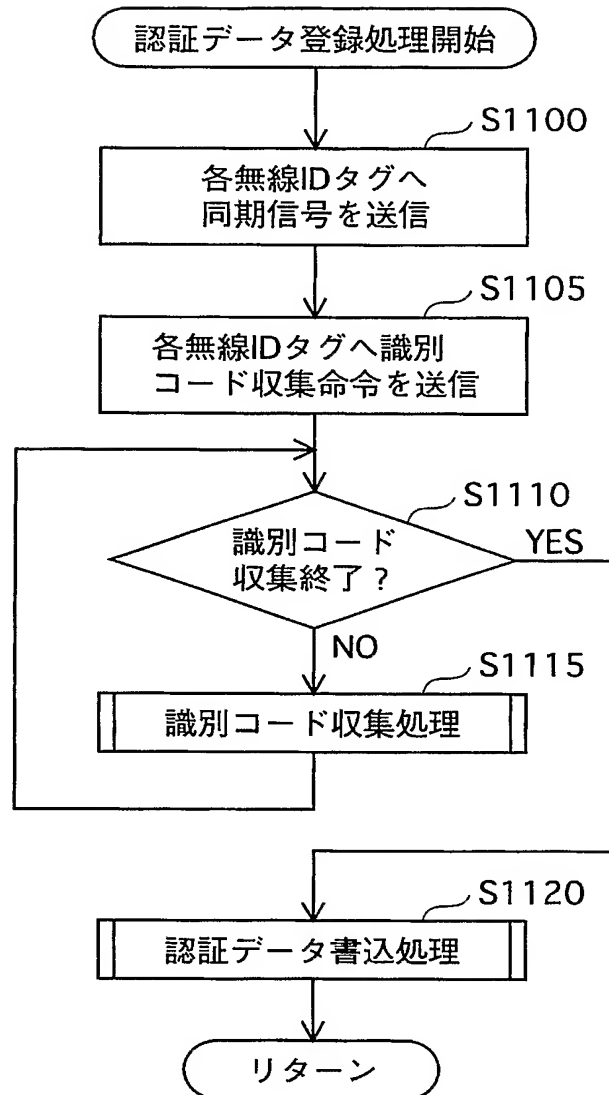 認証データ登録処理開始
S1100
各無線IDタグへ
同期信号を送信
S1105
各無線IDタグへ識別
コード収集命令を送信
S1110
識別コード
収集終了?
YES
NO
S1115
識別コード収集処理
S1120
認証データ書込処理
リターン